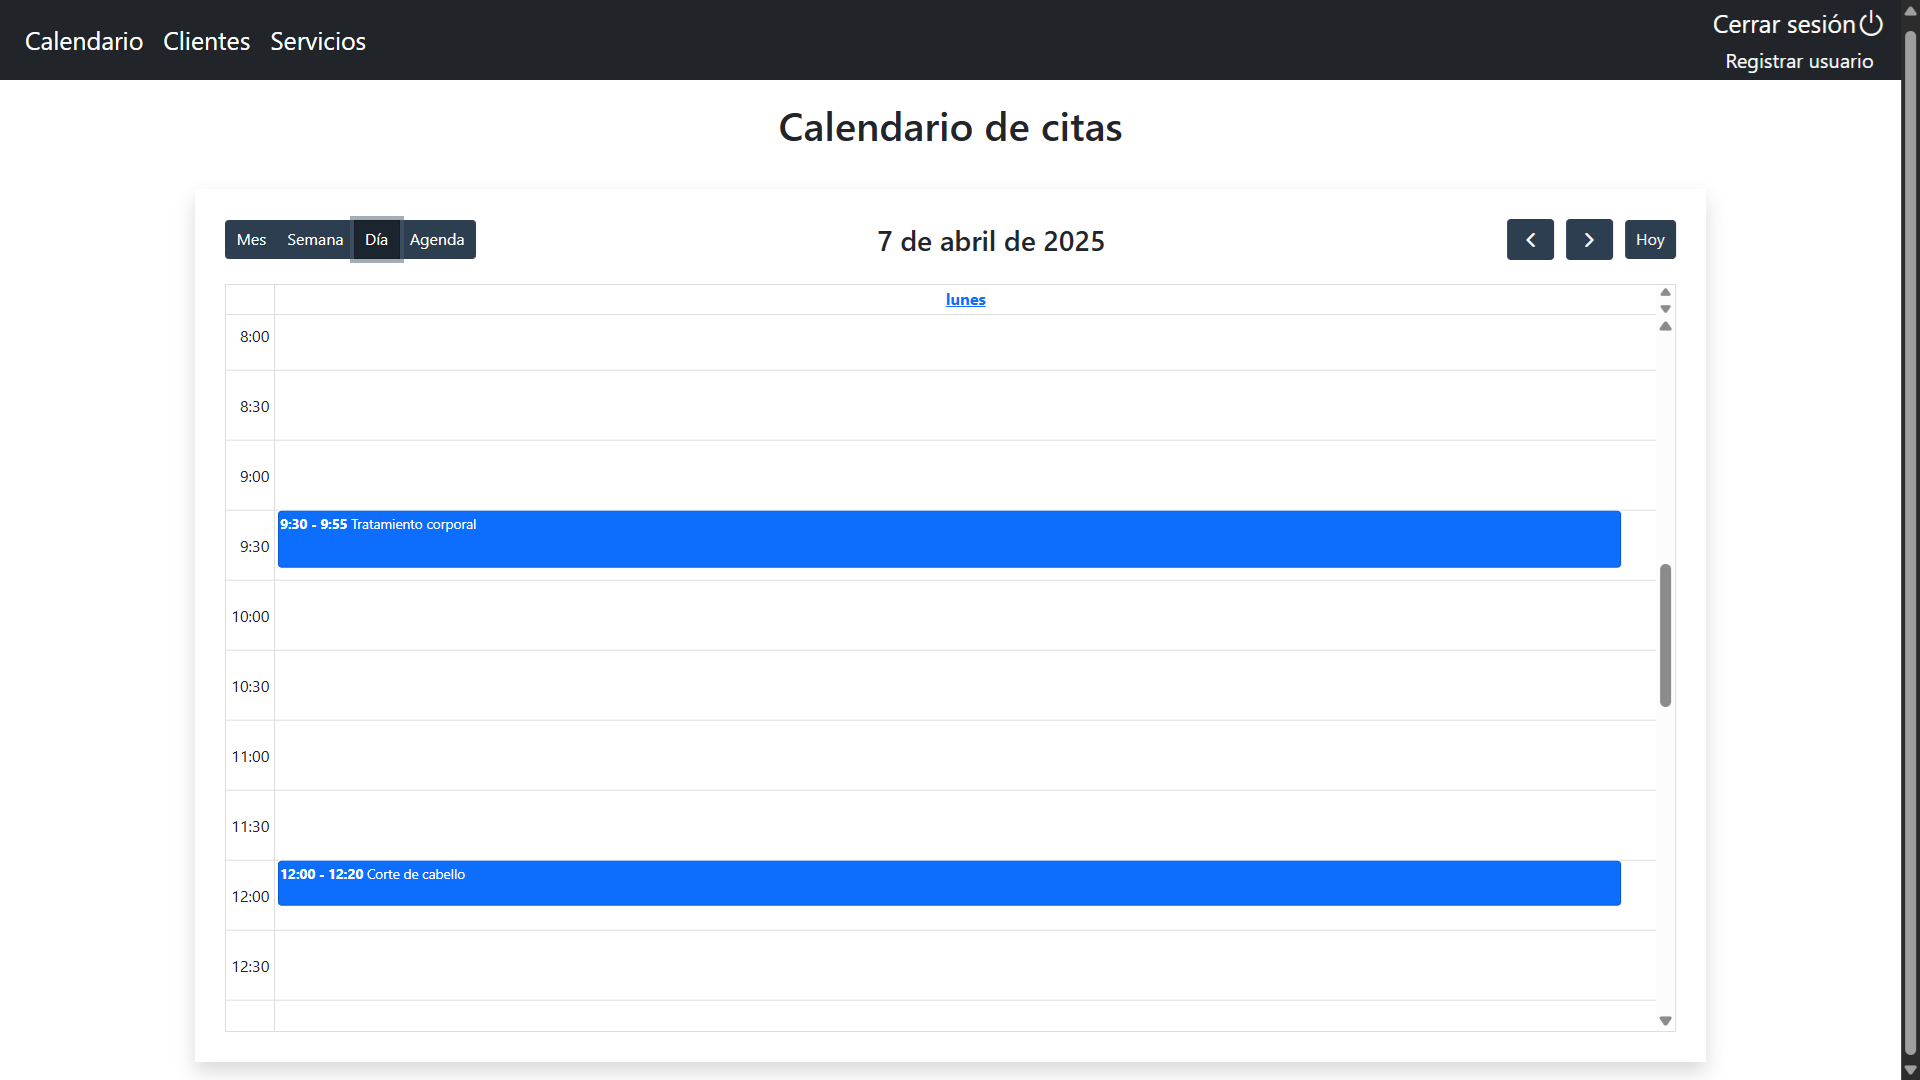 Calendario Clientes Servicios
Cerrar sesión
Registrar usuario
Calendario de citas
Mes Semana Día Agenda
7 de abril de 2025
Hoy
lunes
8:00
8:30
9:00
9:30 - 9:55 Tratamiento corporal
9:30
10:00
10:30
11:00
11:30
12:00 - 12:20 Corte de cabello
12:00
12:30